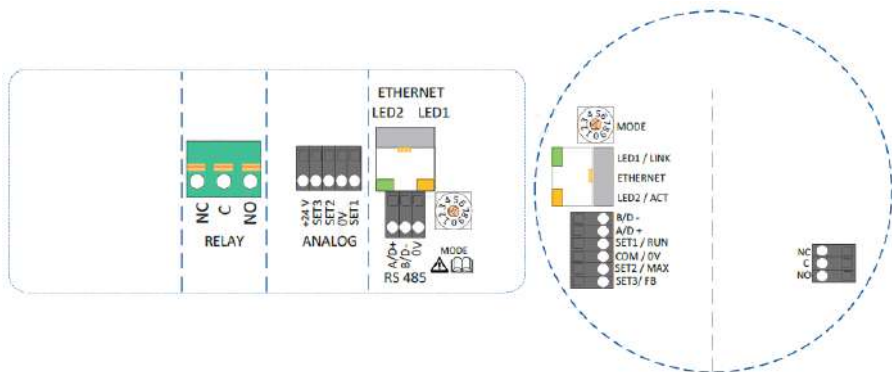 ETHERNET
LED2 LED1
NC
C
NO
RELAY
+24 V
SET3
SET2
0V
SET1
ANALOG
A/D+
B/D-
0V
RS 485
MODE
MODE
LED1 / LINK
ETHERNET
LED2 / ACT
B/D -
A/D +
SET1 / RUN
COM / 0V
SET2 / MAX
SET3/ FB
NC
C
NO